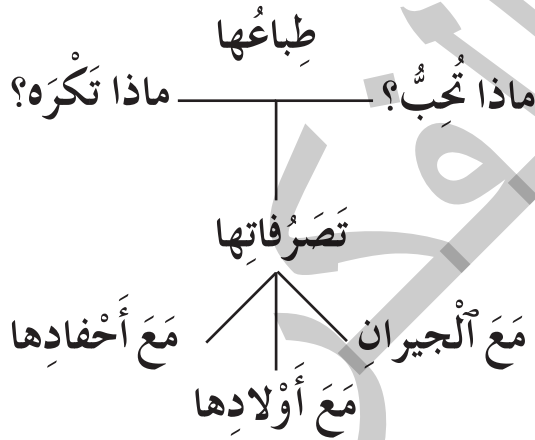 طِباعُها
ماذا تُحِبُّ؟ ماذا تَكْرَه؟
تَصَرُفاتِها
مَعَ ٱلْجيرانِ مَعَ أَحْفادِها
مَعَ أَوْلادِها